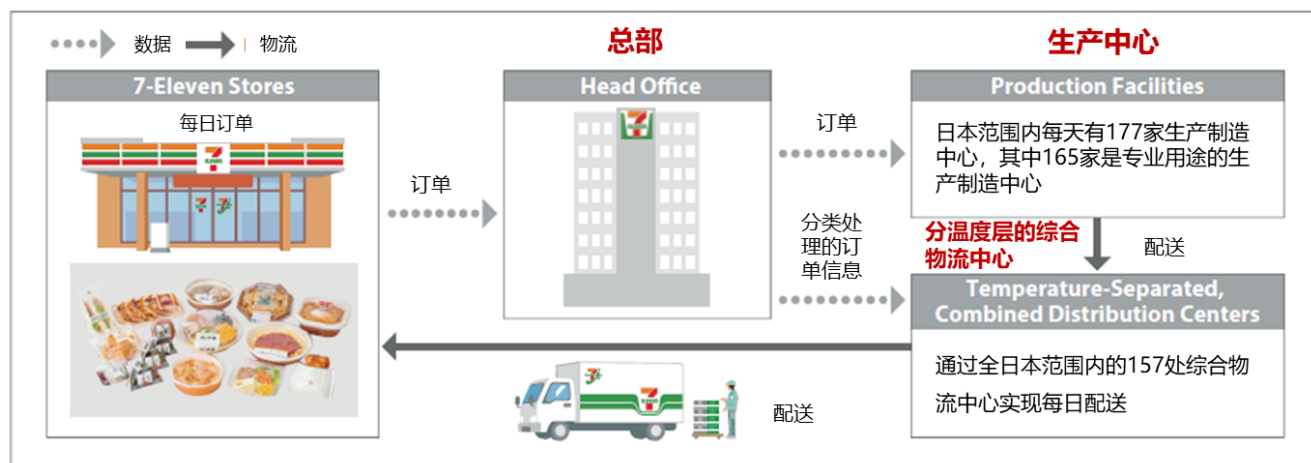 数据
物流
总部
生产中心
7-Eleven Stores
每日订单
7
ELEVEN
订单
Head Office
7
ELEVEN
订单
分类处
理的订
单信息
Production Facilities
日本范围内每天有177家生产制造
中心，其中165家是专业用途的生
产制造中心
分温度层的综合
物流中心
配送
Temperature-Separated,
Combined Distribution Centers
通过全日本范围内的157处综合物
流中心实现每日配送
7
ELEVEN
配送